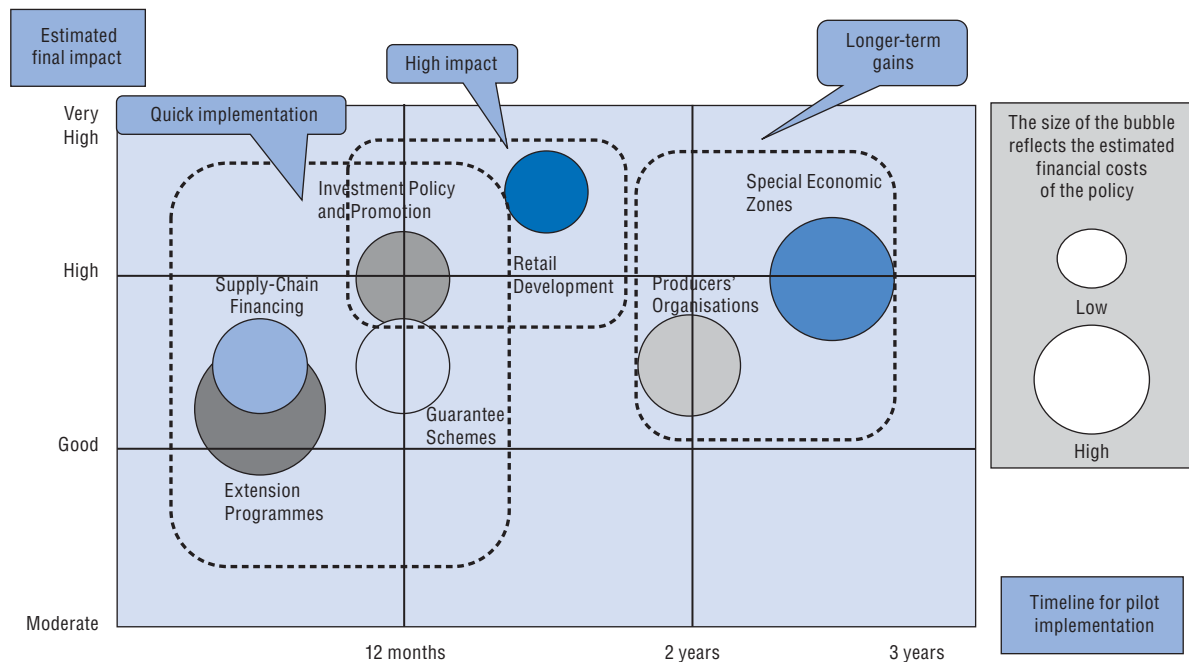 Estimated
final impact
Longer-term
gains
High impact
Quick implementation
Very
High
The size of the bubble
reflects the estimated
financial costs
of the policy
Investment Policy
and Promotion
Special Economic
Zones
High
Supply-Chain
Financing
Retail
Development
Producers'
Organisations
Low
Guarantee
Schemes
Good
High
Extension
Programmes
Timeline for pilot
implementation
Moderate
12 months
2 years
3 years